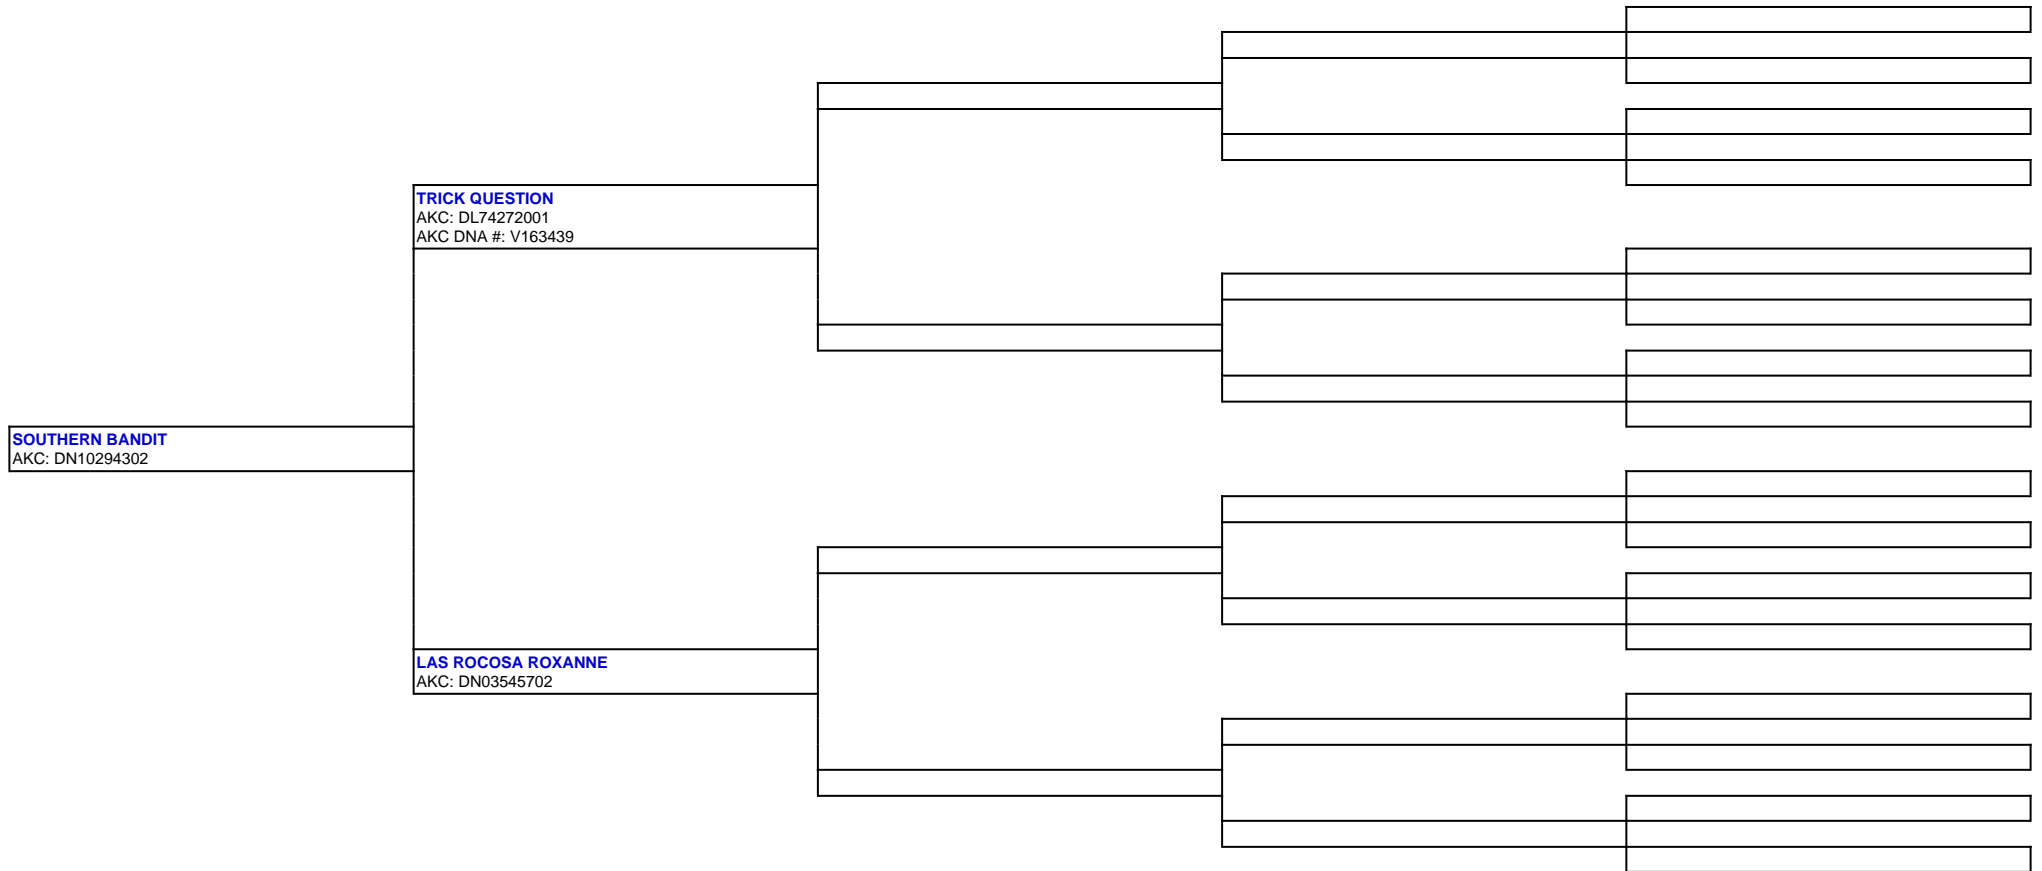 TRICK QUESTION
AKC: DL74272001
AKC DNA #: V163439
SOUTHERN BANDIT
AKC: DN10294302
LAS ROCOSA ROXANNE
AKC: DN03545702